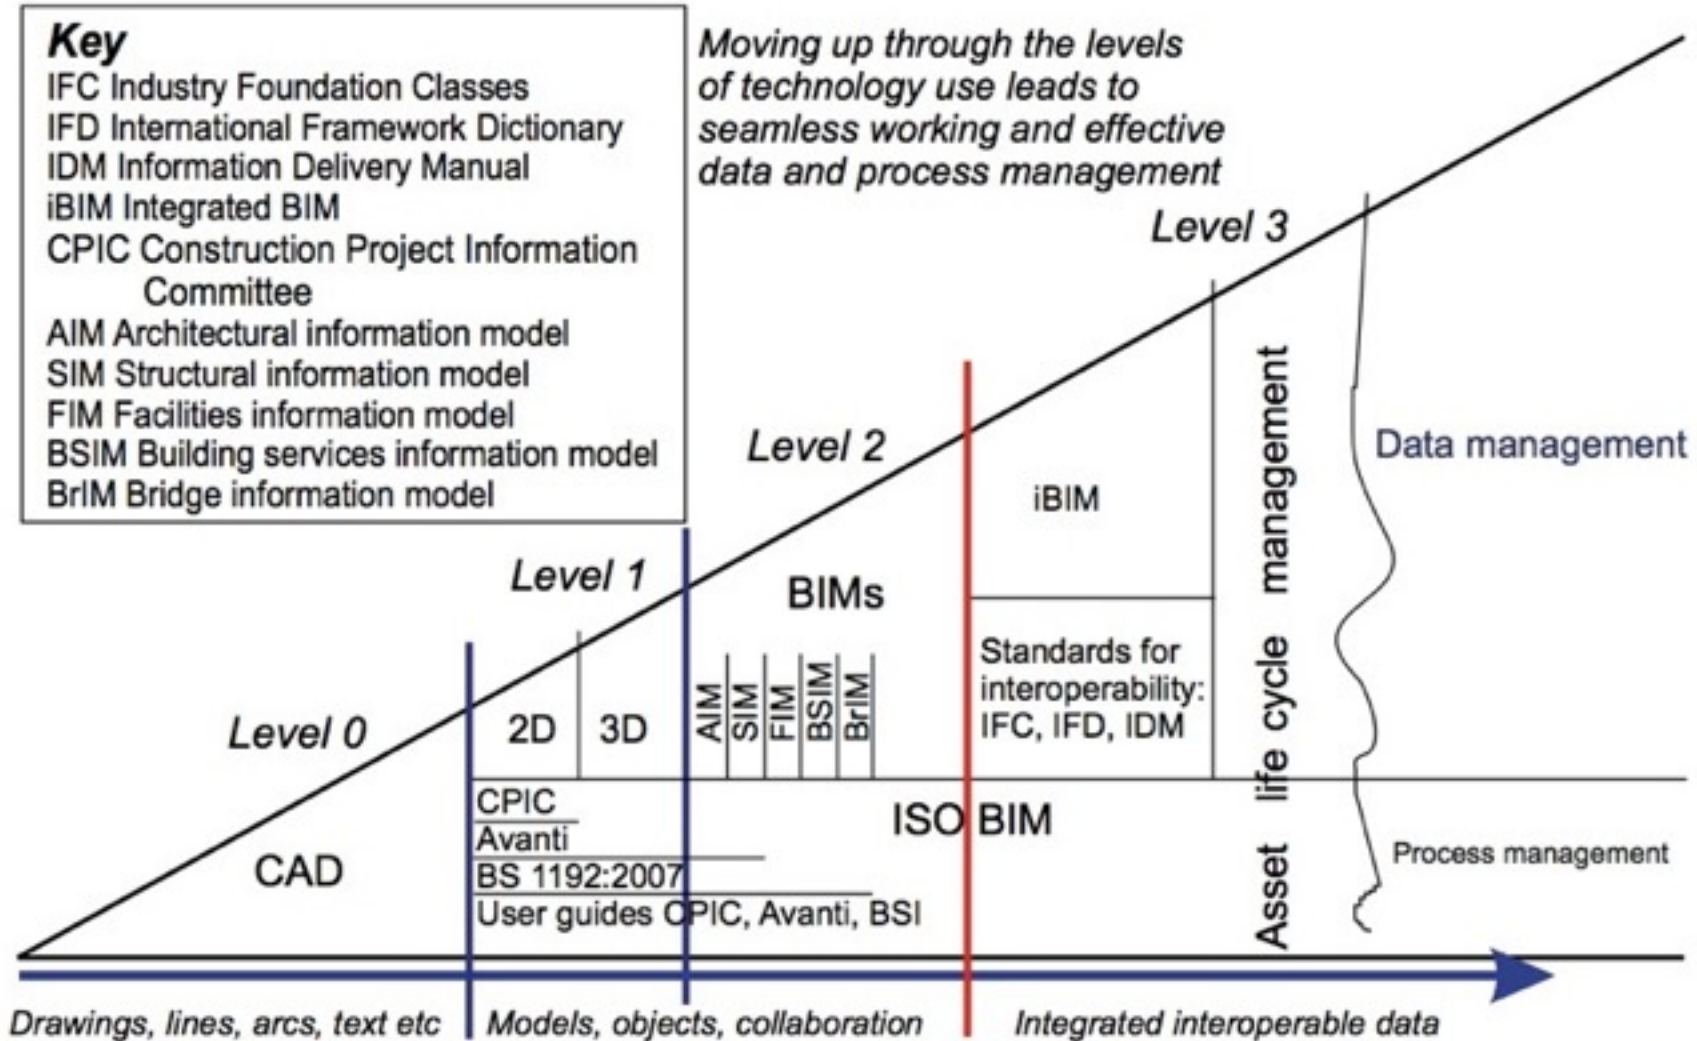 Key
IFC Industry Foundation Classes
IFD International Framework Dictionary
IDM Information Delivery Manual
iBIM Integrated BIM
CPIC Construction Project Information
Committee
AIM Architectural information model
SIM Structural information model
FIM Facilities information model
BSIM Building services information model
BrIM Bridge information model
Moving up through the levels
of technology use leads to
seamless working and effective
data and process management
Level 3
Level 2
Level 1
Level 0
Data management
iBIM
BIMs
Standards for
interoperability:
IFC, IFD, IDM
2D
3D
AIM
SIM
FIM
BSIM
BrIM
CPIC
Avanti
BS 1192:2007
User guides CPIC, Avanti, BSI
ISO BIM
CAD
Asset life cycle management
Process management
Drawings, lines, arcs, text etc
Models, objects, collaboration
Integrated interoperable data